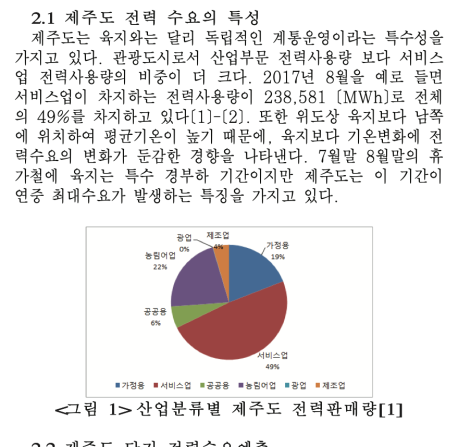 2.1 제주도 전력 수요의 특성
제주도는 육지와는 달리 독립적인 계통운영이라는 특수성을
가지고 있다. 관광도시로서 산업부문 전력사용량 보다 서비스
업 전력사용량의 비중이 더 크다. 2017년 8월을 예로 들면
서비스업이 차지하는 전력사용량이 238,581 [MWh]로 전체
의 49%를 차지하고 있다[1]-[2]. 또한 위도상 육지보다 남쪽
에 위치하여 평균기온이 높기 때문에, 육지보다 기온변화에 전
력수요의 변화가 둔감한 경향을 나타낸다. 7월말 8월말의 휴
가철에 육지는 특수 경부하 기간이지만 제주도는 이 기간이
연중 최대수요가 발생하는 특징을 가지고 있다.
광업
0%
제조업
4%
가정용
19%
농림어업
22%
공공용
6%
서비스업
49%
가정용 서비스업 공공용 농림어업 광업 제조업
<그림 1> 산업분류별 제주도 전력판매량[1]